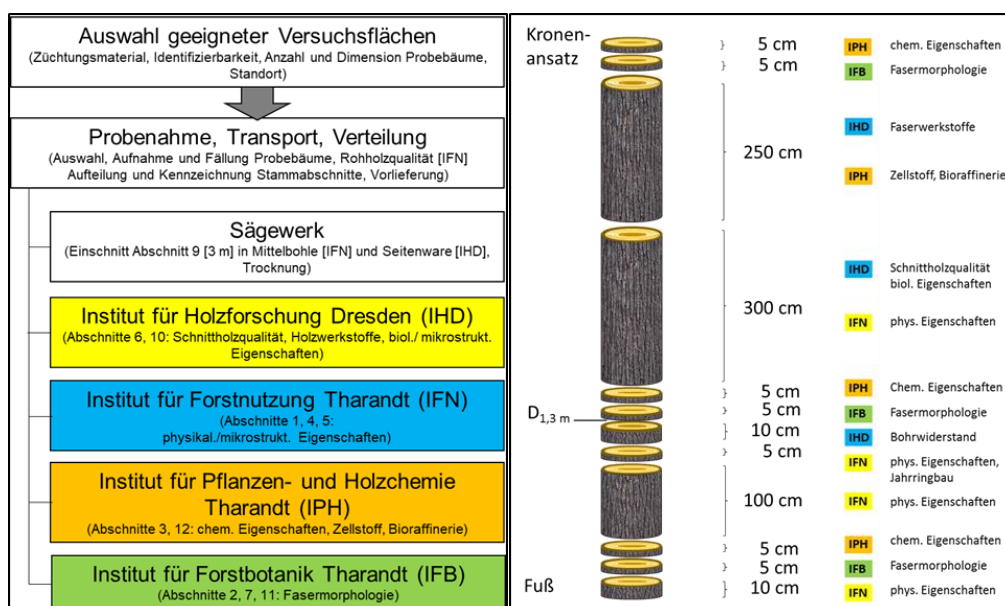 Auswahl geeigneter Versuchsflächen
(Züchtungsmaterial, Identifizierbarkeit, Anzahl und Dimension Probebäume,
Standort)
Probenahme, Transport, Verteilung
(Auswahl, Aufnahme und Fällung Probebäume, Rohholzqualität [IFN]
Aufteilung und Kennzeichnung Stammabschnitte, Vorlieferung)
Sägewerk
(Einschnitt Abschnitt 9 [3 m] in Mittelbohle [IFN] und Seitenware [IHD],
Trocknung)
Institut für Holzforschung Dresden (IHD)
(Abschnitte 6, 10: Schnittholzqualität, Holzwerkstoffe, biol./ mikrostrukt.
Eigenschaften)
Institut für Forstnutzung Tharandt (IFN)
(Abschnitte 1, 4, 5:
physikal./mikrostrukt. Eigenschaften)
Institut für Pflanzen- und Holzchemie
Tharandt (IPH)
(Abschnitte 3, 12: chem. Eigenschaften, Zellstoff, Bioraffinerie)
Institut für Forstbotanik Tharandt (IFB)
(Abschnitte 2, 7, 11: Fasermorphologie)
Kronen-
ansatz
5 cm IPH chem. Eigenschaften
5 cm IFB Fasermorphologie
IHD Faserwerkstoffe
250 cm
IPH Zellstoff, Bioraffinerie
IHD Schnittholzqualität
biol. Eigenschaften
300 cm
IFN phys. Eigenschaften
5 cm IPH Chem. Eigenschaften
D1,3 m 5 cm IFB Fasermorphologie
10 cm IHD Bohrwiderstand
5 cm IFN phys. Eigenschaften,
Jahrringbau
100 cm IFN phys. Eigenschaften
5 cm IPH chem. Eigenschaften
5 cm IFB Fasermorphologie
Fuß 10 cm IFN phys. Eigenschaften